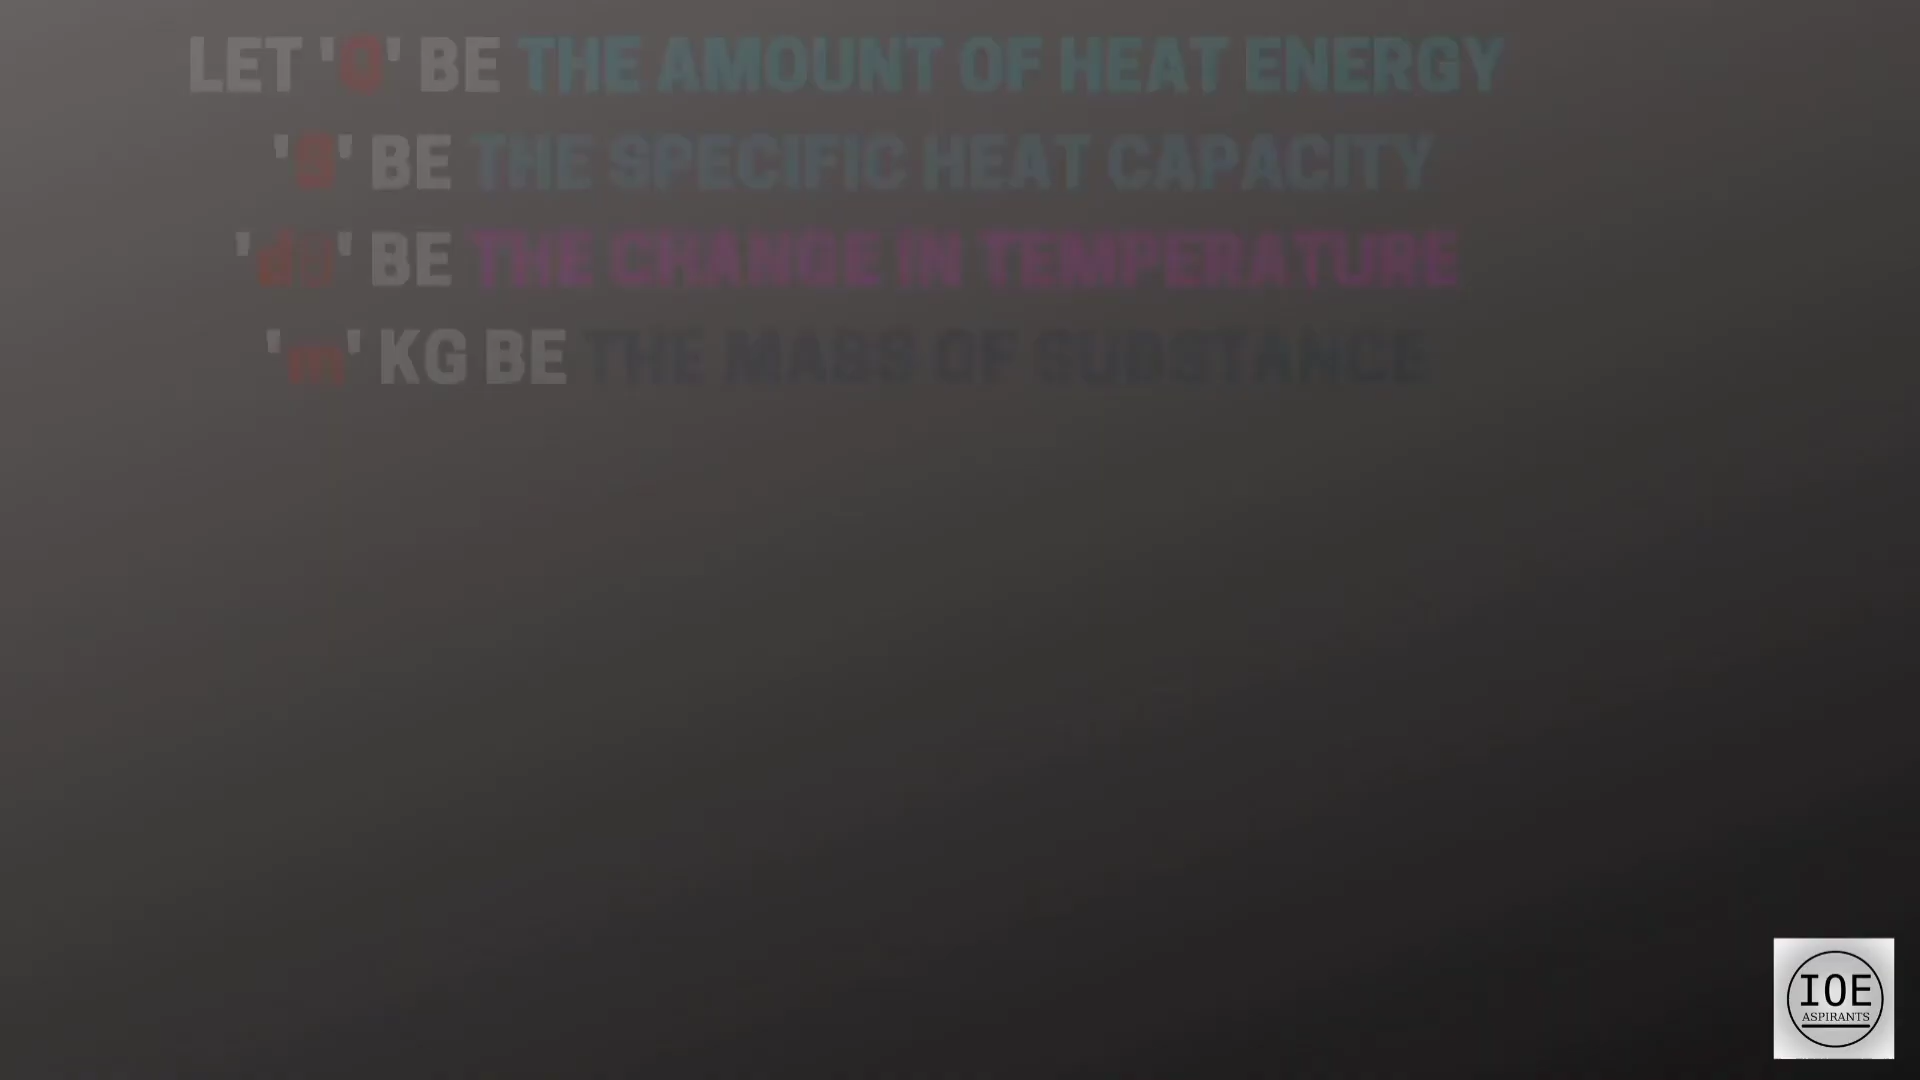 LET 'Q' BE THE AMOUNT OF HEAT ENERGY
'S' BE THE SPECIFIC HEAT CAPACITY
'dθ' BE THE CHANGE IN TEMPERATURE
'm' KG BE THE MASS OF SUBSTANCE
IOE
ASPIRANTS